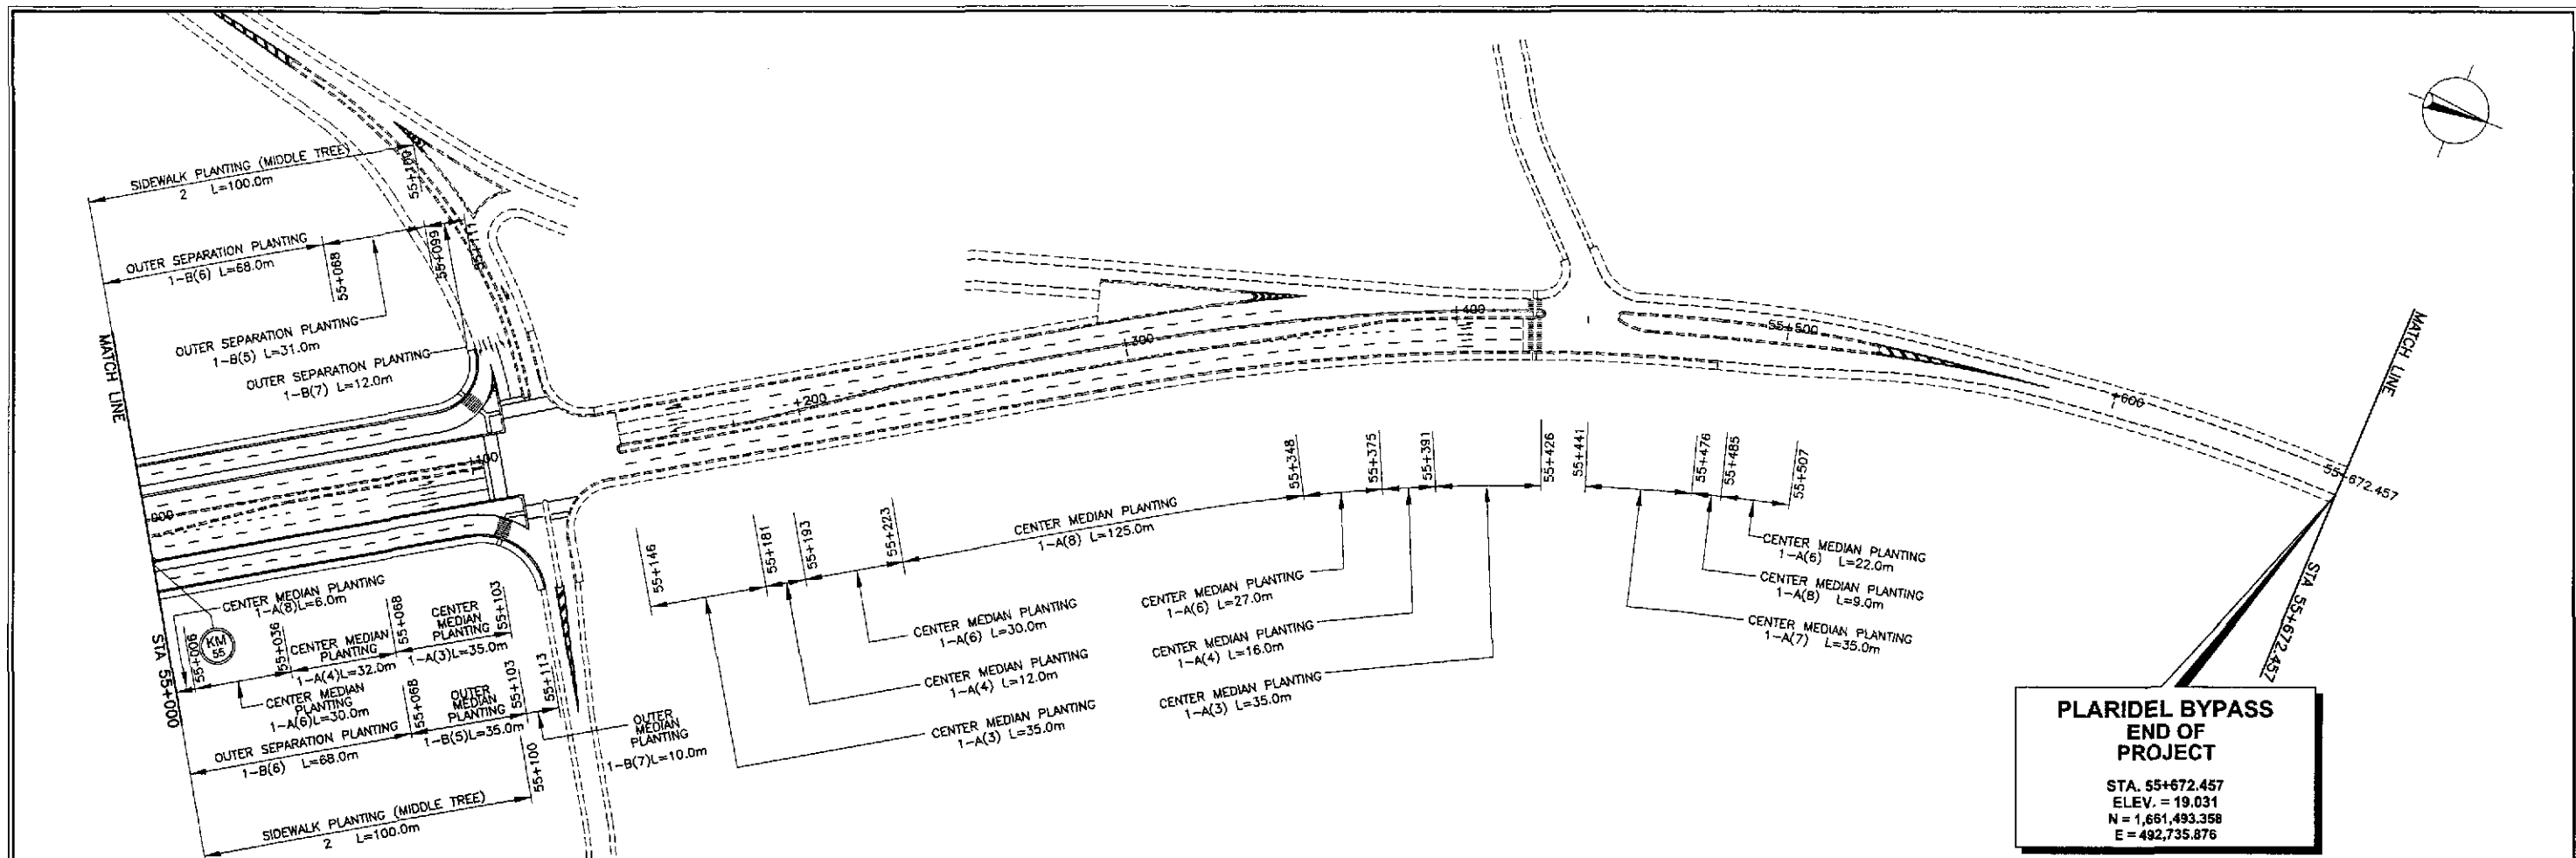 SIDEWALK PLANTING (MIDDLE TREE)
2 L=100.0m
55+100
OUTER SEPARATION PLANTING
1-B(6) L=68.0m
55+068
55+099
55+111
OUTER SEPARATION PLANTING
1-B(5) L=31.0m
OUTER SEPARATION PLANTING
1-B(7) L=12.0m
MATCH LINE
+100
+200
+300
+400
55+500
+600
55+672.457
MATCH LINE
STA 55+672.457
000
STA 55+000
CENTER MEDIAN PLANTING
1-A(8)L=6.0m
KM
55
55+006
55+036
CENTER MEDIAN
PLANTING
1-A(4)L=32.0m
55+068
CENTER
MEDIAN
PLANTING
1-A(3)L=35.0m
55+103
CENTER MEDIAN
PLANTING
1-A(6)L=30.0m
OUTER SEPARATION PLANTING
1-B(6) L=68.0m
55+068
OUTER
MEDIAN
PLANTING
1-B(5)L=35.0m
55+103
55+113
OUTER
MEDIAN
PLANTING
1-B(7)L=10.0m
SIDEWALK PLANTING (MIDDLE TREE)
2 L=100.0m
55+100
55+146
55+181
55+193
55+223
CENTER MEDIAN PLANTING
1-A(8) L=125.0m
55+348
55+375
55+391
55+426
55+441
55+476
55+485
55+507
CENTER MEDIAN PLANTING
1-A(6) L=30.0m
CENTER MEDIAN PLANTING
1-A(4) L=12.0m
CENTER MEDIAN PLANTING
1-A(3) L=35.0m
CENTER MEDIAN PLANTING
1-A(6) L=27.0m
CENTER MEDIAN PLANTING
1-A(4) L=16.0m
CENTER MEDIAN PLANTING
1-A(3) L=35.0m
CENTER MEDIAN PLANTING
1-A(6) L=22.0m
CENTER MEDIAN PLANTING
1-A(8) L=9.0m
CENTER MEDIAN PLANTING
1-A(7) L=35.0m
PLARIDEL BYPASS
END OF
PROJECT
STA. 55+672.457
ELEV. = 19.031
N = 1,661,493.358
E = 492,735.876